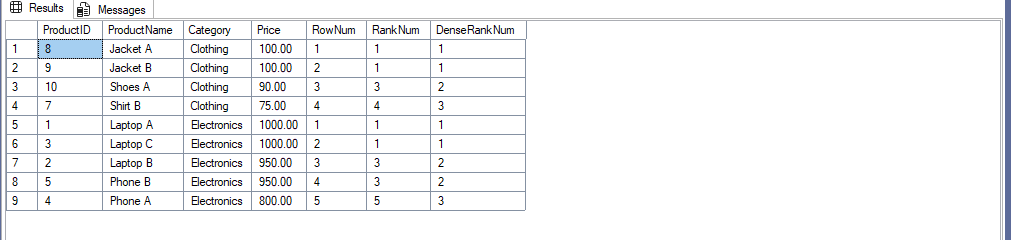 Results Messages
ProductID ProductName Category Price RowNum RankNum DenseRankNum
1 8 Jacket A Clothing 100.00 1 1 1
2 9 Jacket B Clothing 100.00 2 1 1
3 10 Shoes A Clothing 90.00 3 3 2
4 7 Shirt B Clothing 75.00 4 4 3
5 1 Laptop A Electronics 1000.00 1 1 1
6 3 Laptop C Electronics 1000.00 2 1 1
7 2 Laptop B Electronics 950.00 3 3 2
8 5 Phone B Electronics 950.00 4 3 2
9 4 Phone A Electronics 800.00 5 5 3